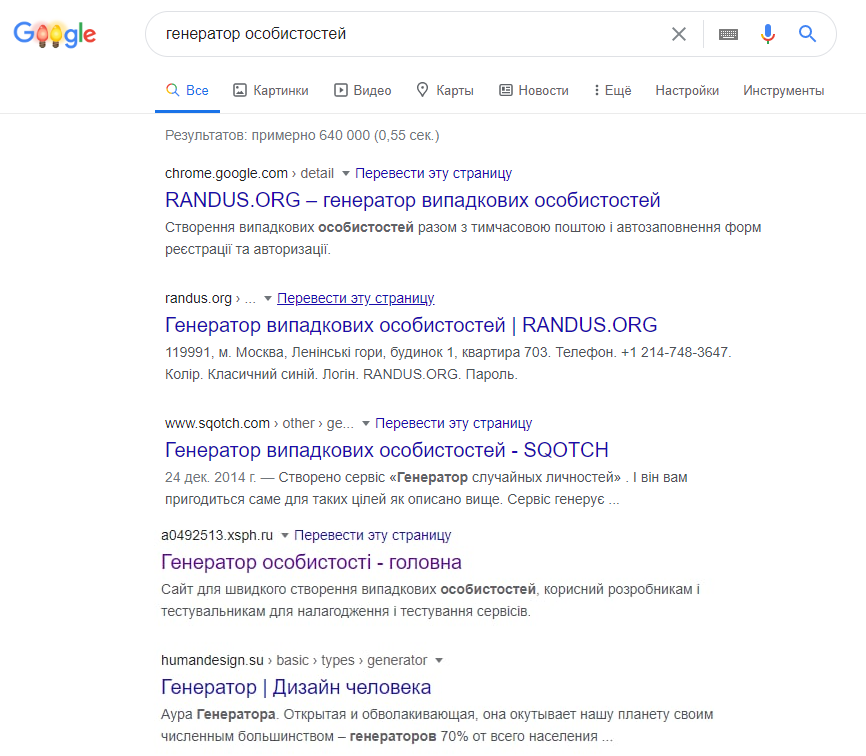 Google
генератор особистостей
Все Картинки Видео Карты Новости Ещё Настройки Инструменты
Результатов: примерно 640 000 (0,55 сек.)
chrome.google.com › detail Перевести эту страницу
RANDUS.ORG – генератор випадкових особистостей
Створення випадкових особистостей разом з тимчасовою поштою і автозаповнення форм
реєстрації та авторизації.
randus.org › ... Перевести эту страницу
Генератор випадкових особистостей | RANDUS.ORG
119991, м. Москва, Ленінські гори, будинок 1, квартира 703. Телефон. +1 214-748-3647.
Колір. Класичний синій. Логін. RANDUS.ORG. Пароль.
www.sqotch.com › other › ge... Перевести эту страницу
Генератор випадкових особистостей - SQOTCH
24 дек. 2014 г. — Створено сервіс «Генератор случайных личностей» . І він вам
пригодиться саме для таких цілей як описано вище. Сервіс генерує ...
a0492513.xsph.ru Перевести эту страницу
Генератор особистості - головна
Сайт для швидкого створення випадкових особистостей, корисний розробникам і
тестувальникам для налагодження і тестування сервісів.
humandesign.su › basic › types › generator
Генератор | Дизайн человека
Аура Генератора. Открытая и обволакивающая, она окутывает нашу планету своим
численным большинством – генераторов 70% от всего населения ...